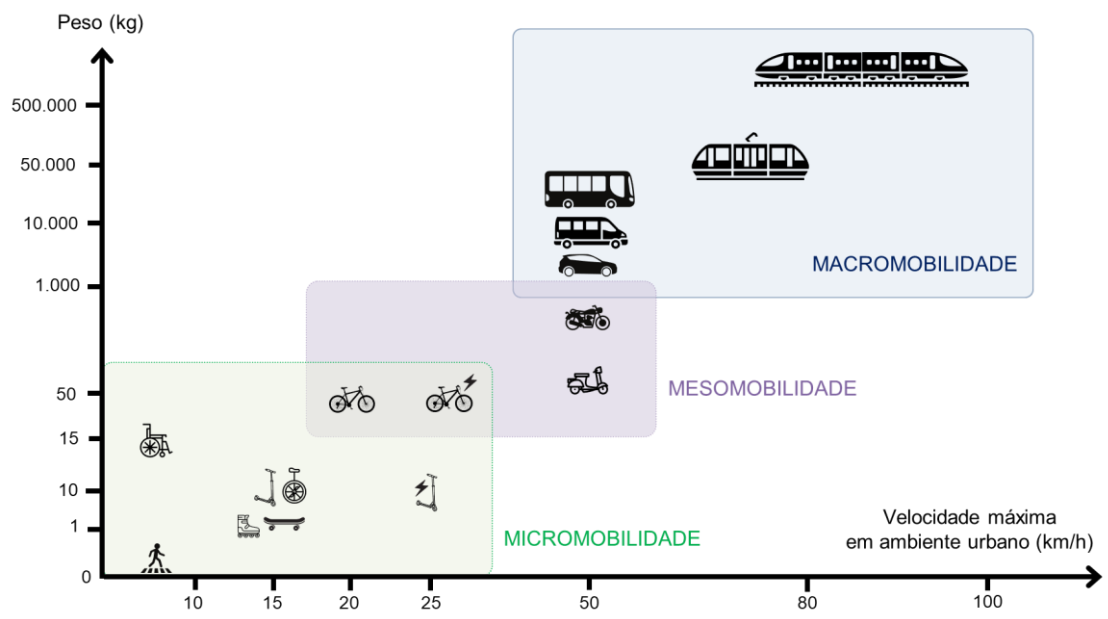 Peso (kg)
500.000
50.000
10.000
1.000
50
15
10
1
0
MACROMOBILIDADE
MESOMOBILIDADE
MICROMOBILIDADE
Velocidade máxima
em ambiente urbano (km/h)
10
15
20
25
50
80
100